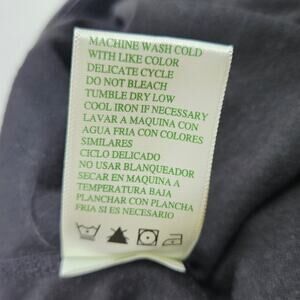 MACHINE WASH COLD
WITH LIKE COLOR
DELICATE CYCLE
DO NOT BLEACH
TUMBLE DRY LOW
COOL IRON IF NECESSARY
LAVAR A MAQUINA CON
AGUA FRIA CON COLORES
SIMILARES
CICLO DELICADO
NO USAR BLANQUEADOR
SECAR EN MAQUINA A
TEMPERATURA BAJA
PLANCHAR CON PLANCHA
FRIA SI ES NECESARIO